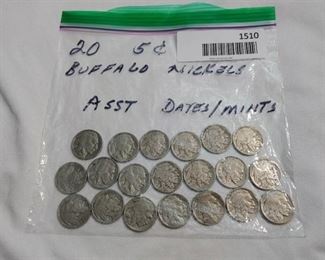 1510
20 5¢
BUFFALO NICKELS
ASST DATES/MINTS